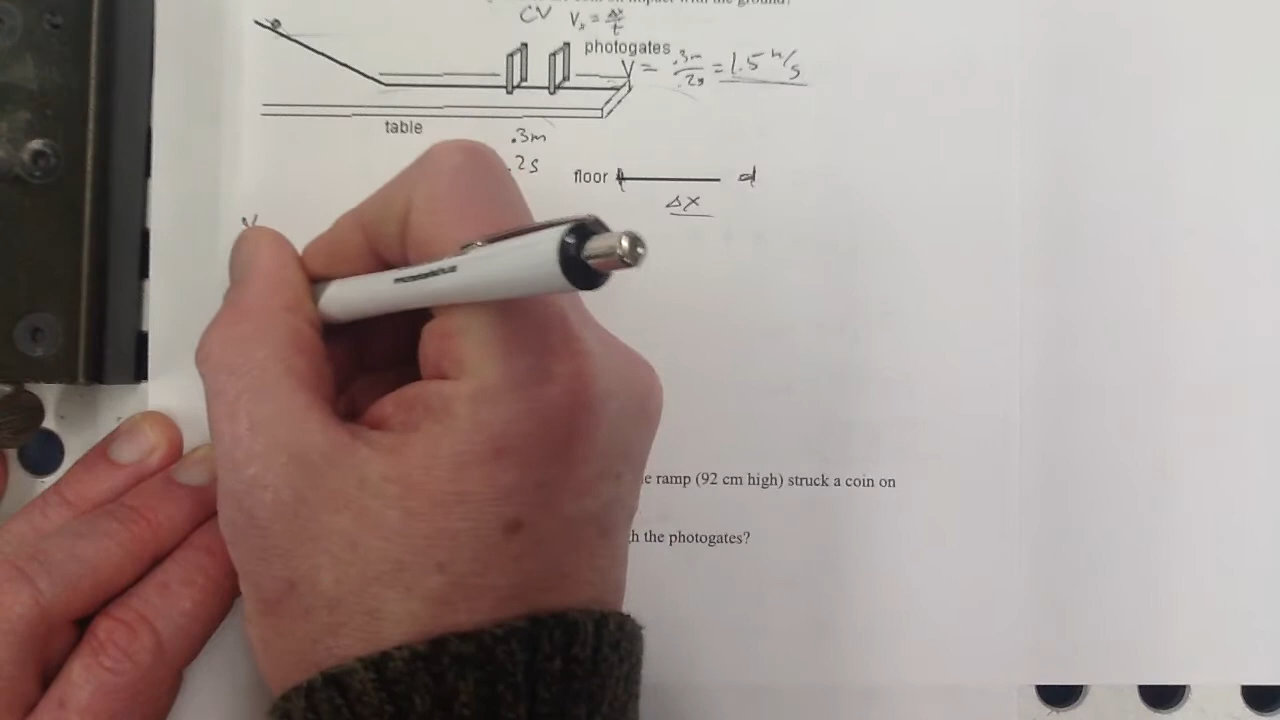 CV Vx = Δx/t
photogates
V = .3m/.2s = 1.5 m/s
table
.3m
.2s
floor
d
Δx
e ramp (92 cm high) struck a coin on
h the photogates?